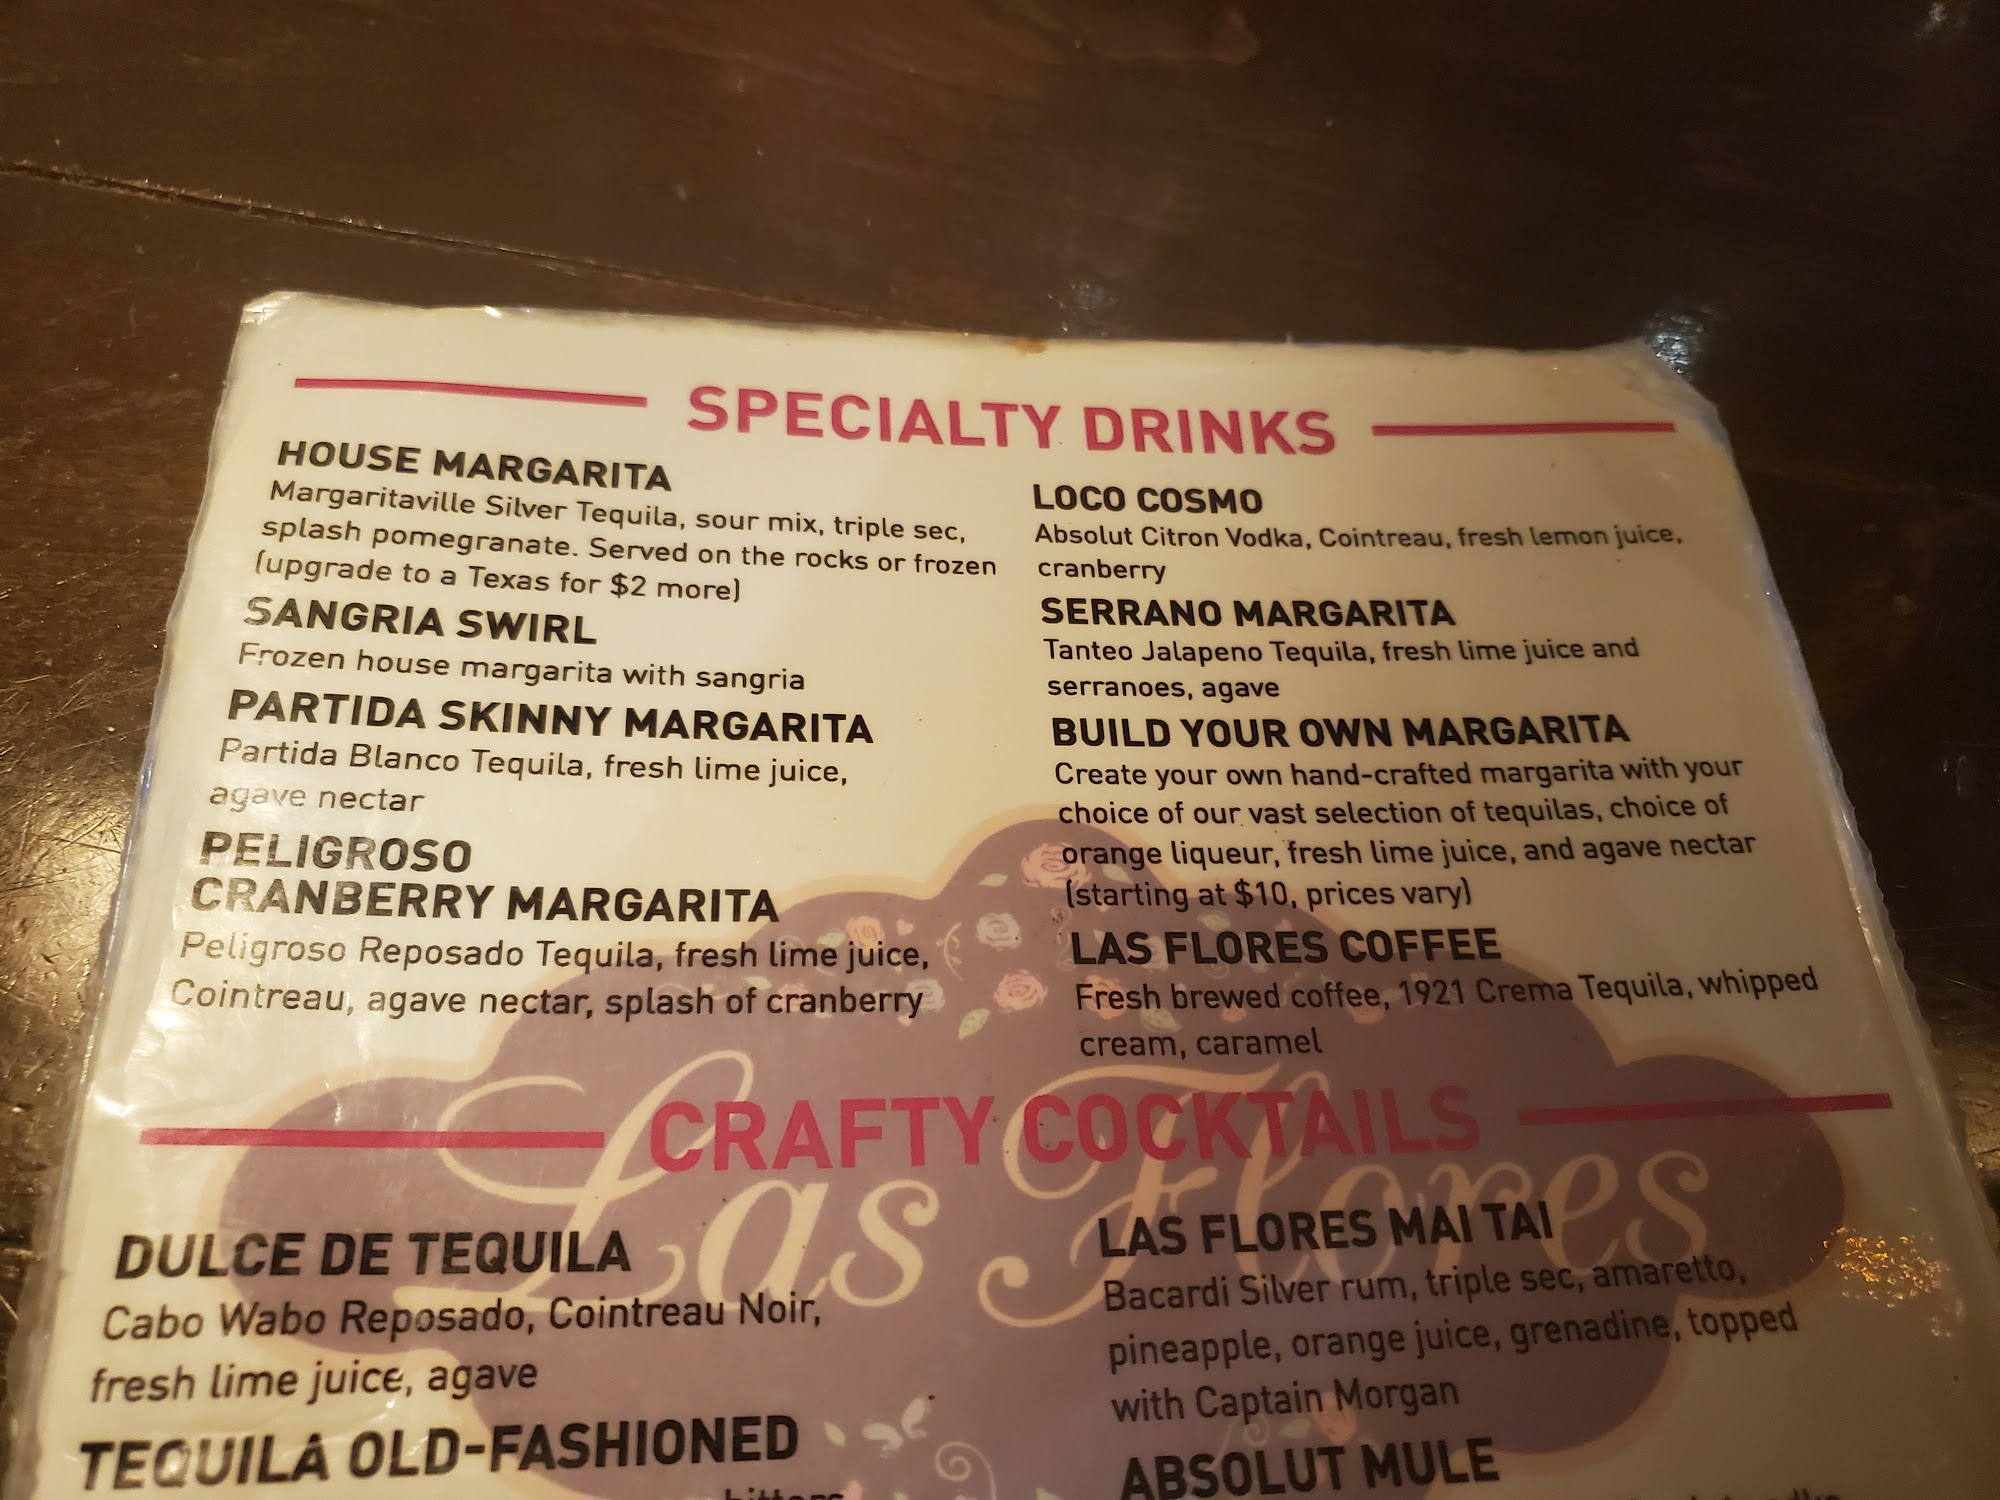 SPECIALTY DRINKS
HOUSE MARGARITA
Margaritaville Silver Tequila, sour mix, triple sec,
splash pomegranate. Served on the rocks or frozen
(upgrade to a Texas for $2 more)
SANGRIA SWIRL
Frozen house margarita with sangria
PARTIDA SKINNY MARGARITA
Partida Blanco Tequila, fresh lime juice,
agave nectar
PELIGROSO
CRANBERRY MARGARITA
Peligroso Reposado Tequila, fresh lime juice,
Cointreau, agave nectar, splash of cranberry
LOCO COSMO
Absolut Citron Vodka, Cointreau, fresh lemon juice,
cranberry
SERRANO MARGARITA
Tanteo Jalapeno Tequila, fresh lime juice and
serranoes, agave
BUILD YOUR OWN MARGARITA
Create your own hand-crafted margarita with your
choice of our vast selection of tequilas, choice of
orange liqueur, fresh lime juice, and agave nectar
(starting at $10, prices vary)
LAS FLORES COFFEE
Fresh brewed coffee, 1921 Crema Tequila, whipped
cream, caramel
CRAFTY COCKTAILS
Las Flores
DULCE DE TEQUILA
Cabo Wabo Reposado, Cointreau Noir,
fresh lime juice, agave
TEQUILA OLD-FASHIONED
bitters
LAS FLORES MAI TAI
Bacardi Silver rum, triple sec, amaretto,
pineapple, orange juice, grenadine, topped
with Captain Morgan
ABSOLUT MULE